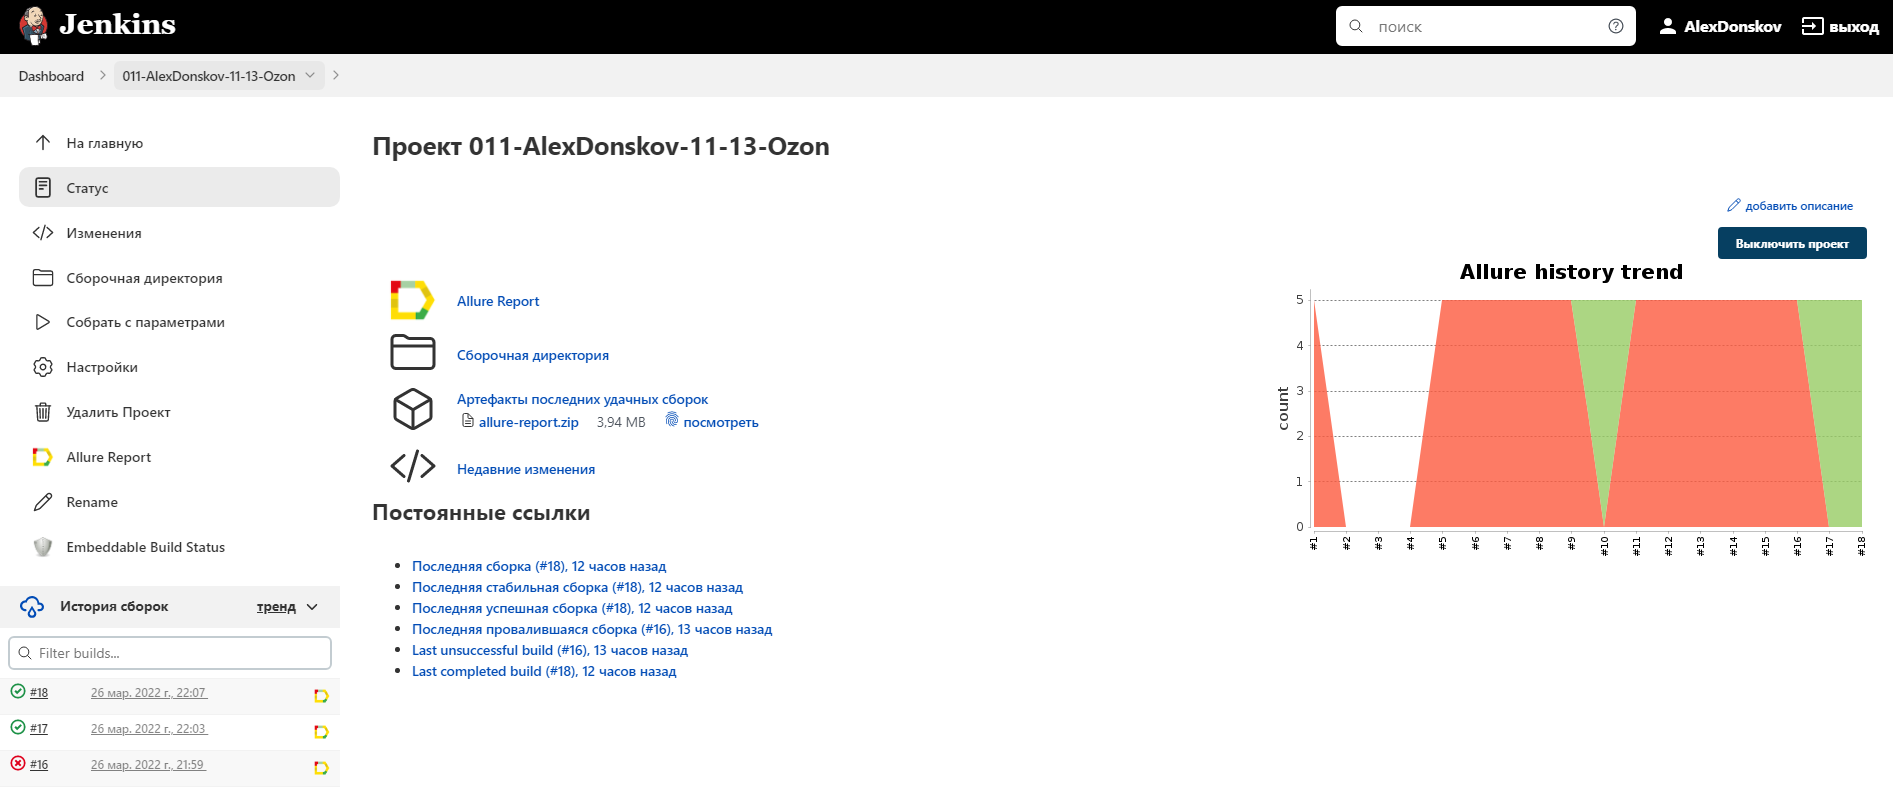 Jenkins
поиск
AlexDonskov
выход
Dashboard
011-AlexDonskov-11-13-Ozon
На главную
Статус
Изменения
Сборочная директория
Собрать с параметрами
Настройки
Удалить Проект
Allure Report
Rename
Embeddable Build Status
История сборок
тренд
Filter builds...
#18 26 мар. 2022 г., 22:07
#17 26 мар. 2022 г., 22:03
#16 26 мар. 2022 г., 21:59
Проект 011-AlexDonskov-11-13-Ozon
добавить описание
Выключить проект
Allure Report
Сборочная директория
Артефакты последних удачных сборок
allure-report.zip 3,94 MB посмотреть
Недавние изменения
Постоянные ссылки
Последняя сборка (#18), 12 часов назад
Последняя стабильная сборка (#18), 12 часов назад
Последняя успешная сборка (#18), 12 часов назад
Последняя провалившаяся сборка (#16), 13 часов назад
Last unsuccessful build (#16), 13 часов назад
Last completed build (#18), 12 часов назад
Allure history trend
count
5
4
3
2
1
0
#1 #2 #3 #4 #5 #6 #7 #8 #9 #10 #11 #12 #13 #14 #15 #16 #17 #18